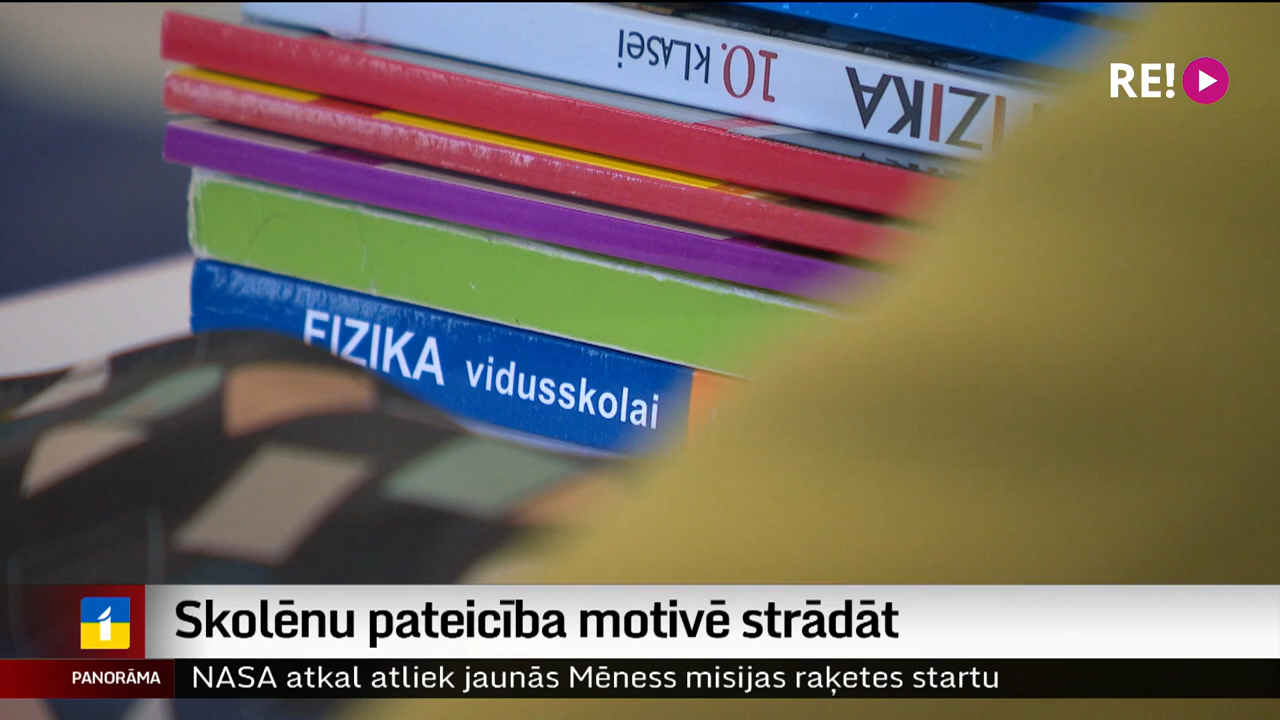 10. KLASEI FIZIKA
RE!
FIZIKA vidusskolai
1
Skolēnu pateicība motivē strādāt
PANORĀMA
NASA atkal atliek jaunās Mēness misijas raķetes startu